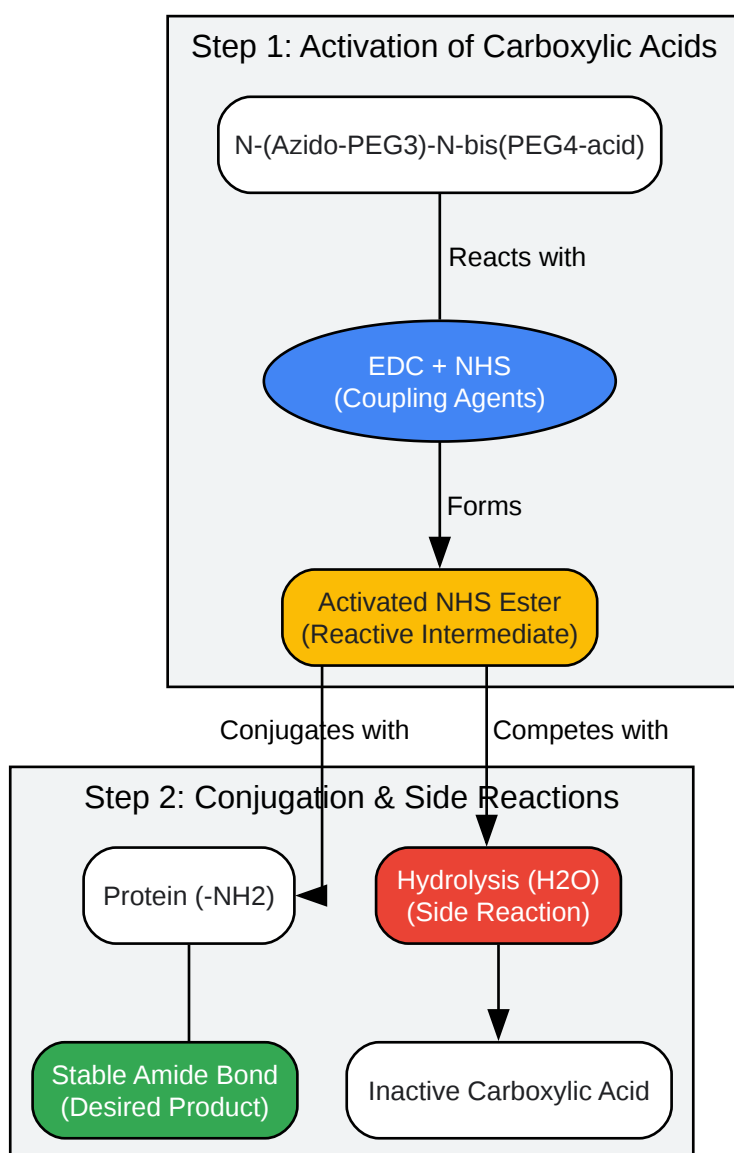 Step 1: Activation of Carboxylic Acids
N-(Azido-PEG3)-N-bis(PEG4-acid)
Reacts with
EDC + NHS
(Coupling Agents)
Forms
Activated NHS Ester
(Reactive Intermediate)
Conjugates with
Competes with
Step 2: Conjugation & Side Reactions
Protein (-NH2)
Hydrolysis (H2O)
(Side Reaction)
Stable Amide Bond
(Desired Product)
Inactive Carboxylic Acid